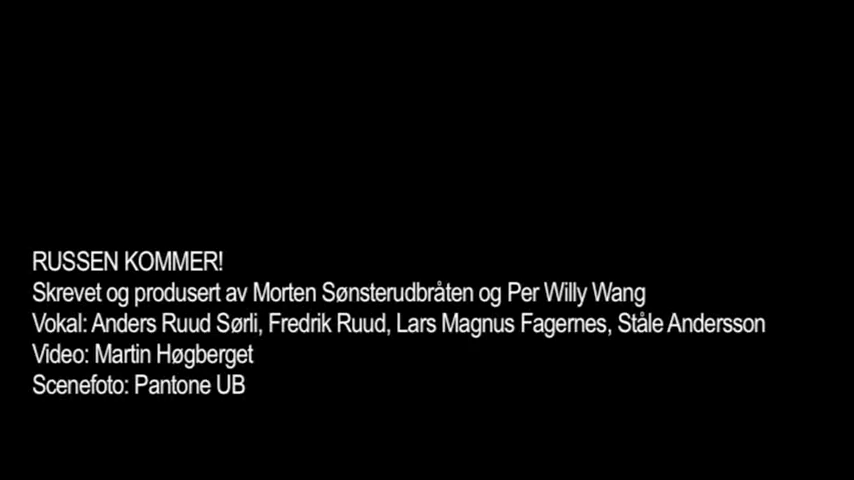 RUSSEN KOMMER!
Skrevet og produsert av Morten Sønsterudbråten og Per Willy Wang
Vokal: Anders Ruud Sørli, Fredrik Ruud, Lars Magnus Fagernes, Ståle Andersson
Video: Martin Høgberget
Scenefoto: Pantone UB